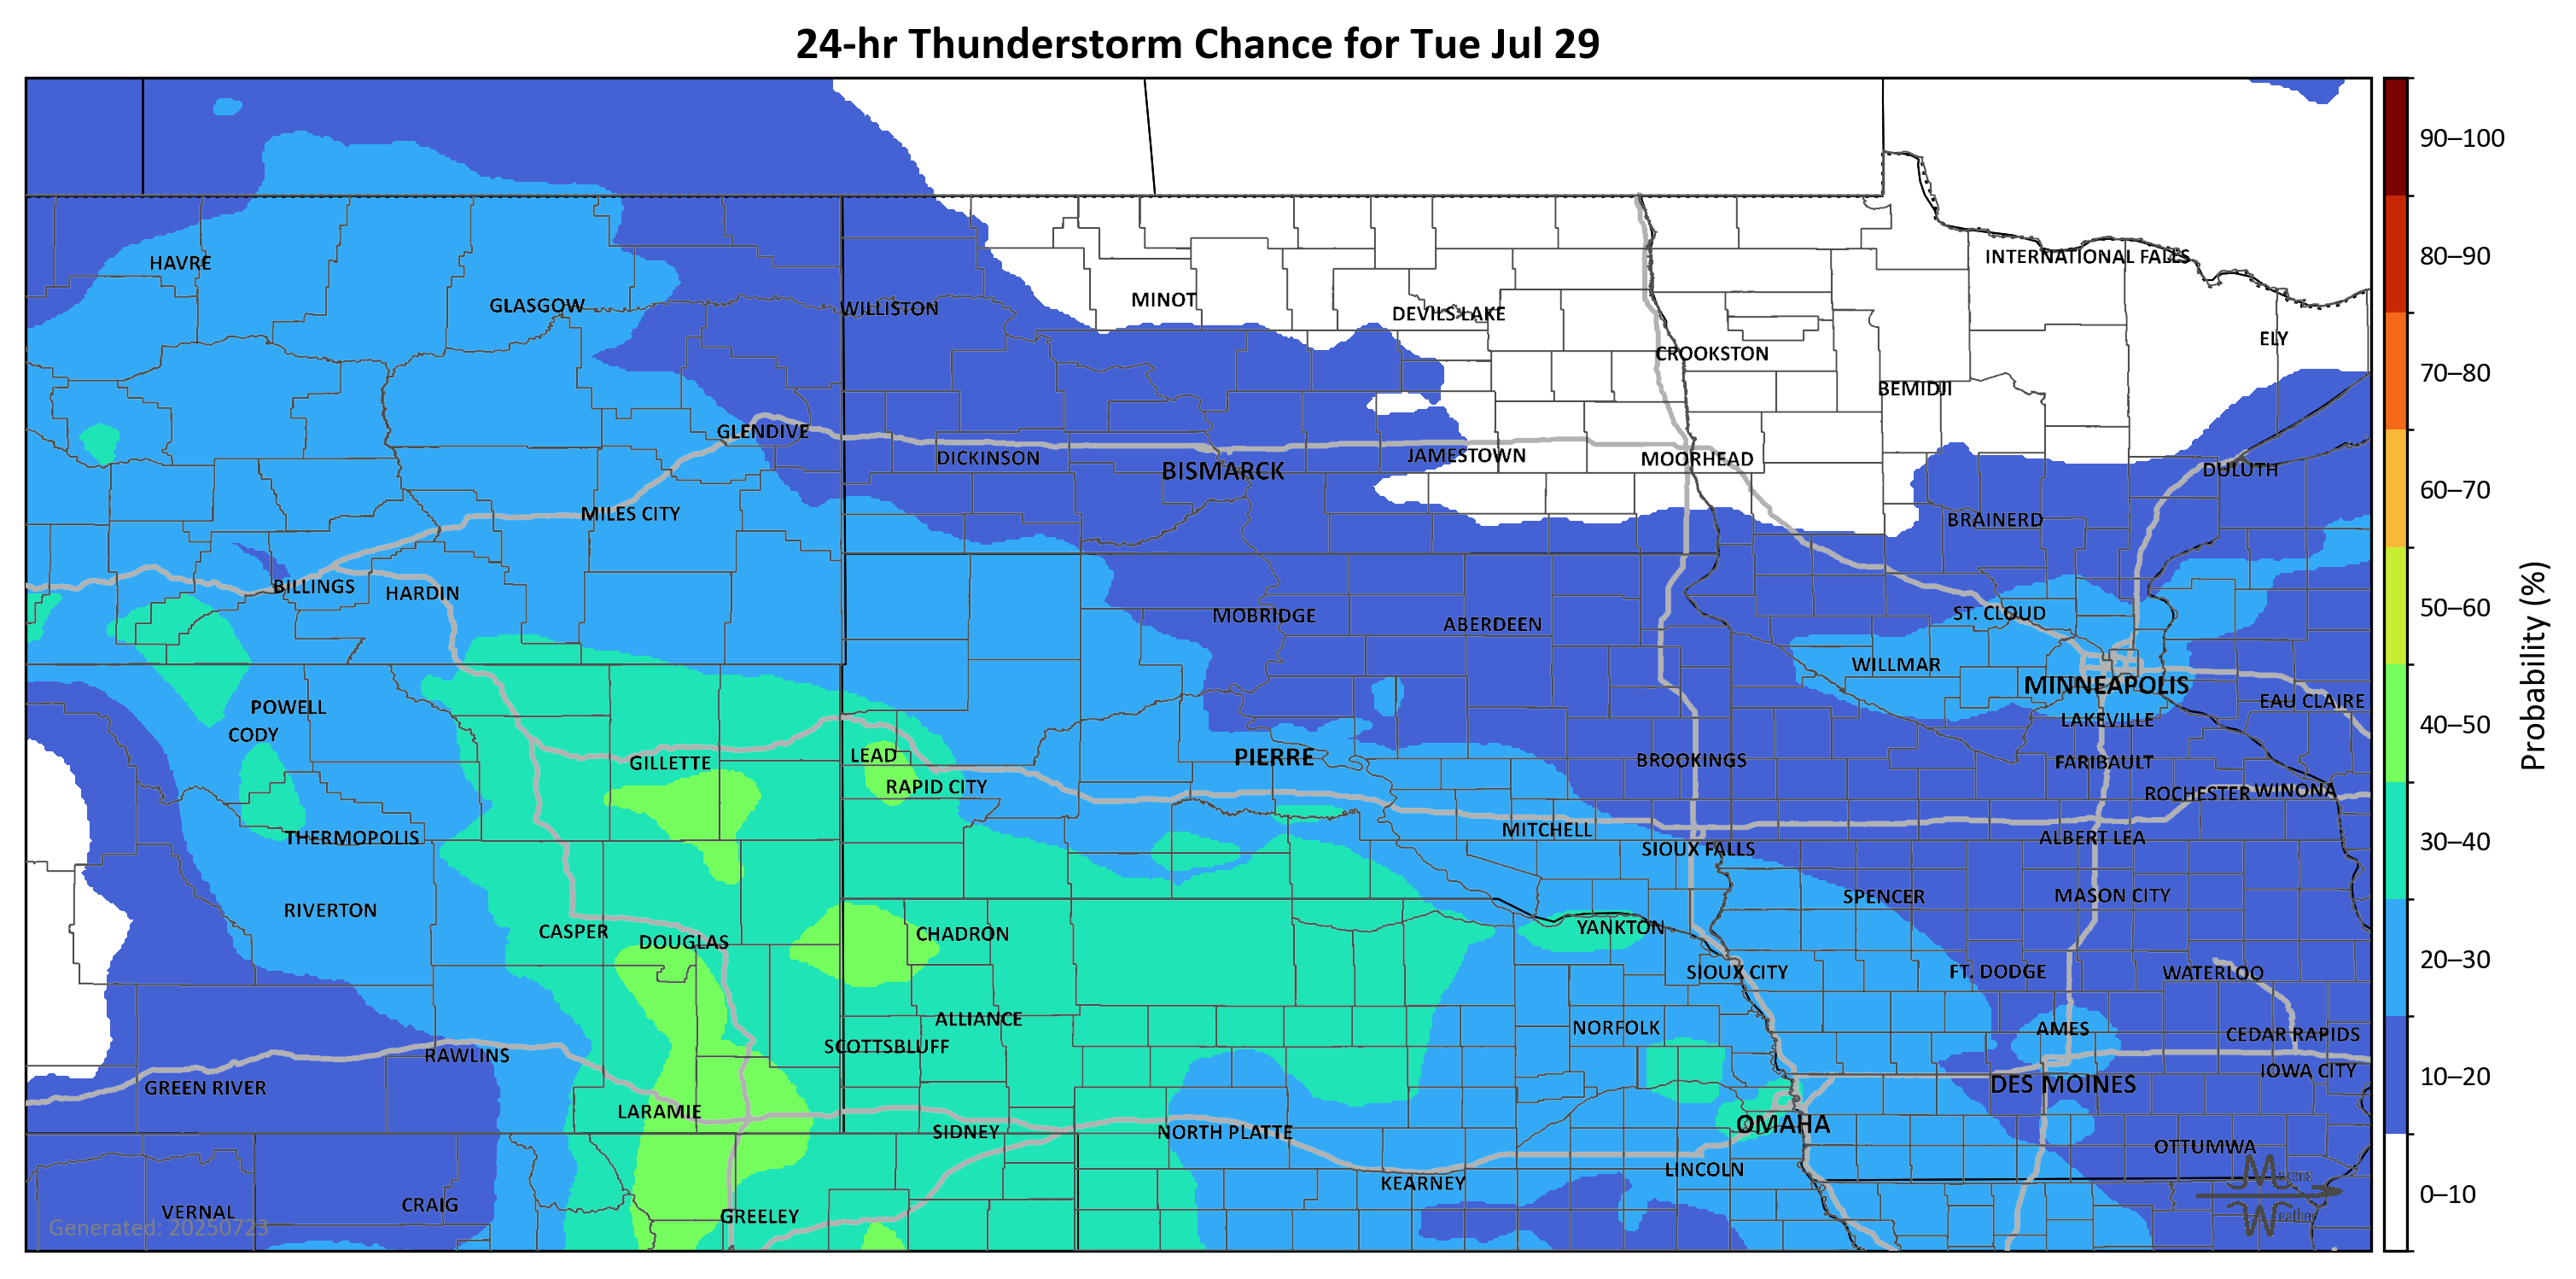 24-hr Thunderstorm Chance for Tue Jul 29
90–100
80–90
70–80
60–70
50–60
40–50
30–40
20–30
10–20
0–10
Probability (%)
HAVRE
GLASGOW
WILLISTON
MINOT
DEVILS LAKE
INTERNATIONAL FALLS
ELY
CROOKSTON
BEMIDJI
GLENDIVE
DICKINSON
BISMARCK
JAMESTOWN
MOORHEAD
DULUTH
MILES CITY
BRAINERD
BILLINGS
HARDIN
MOBRIDGE
ABERDEEN
ST. CLOUD
WILLMAR
MINNEAPOLIS
EAU CLAIRE
POWELL
CODY
LAKEVILLE
GILLETTE
LEAD
PIERRE
BROOKINGS
FARIBAULT
RAPID CITY
ROCHESTER
WINONA
THERMOPOLIS
MITCHELL
ALBERT LEA
SIOUX FALLS
SPENCER
MASON CITY
RIVERTON
CASPER
DOUGLAS
CHADRON
YANKTON
SIOUX CITY
FT. DODGE
WATERLOO
ALLIANCE
NORFOLK
AMES
CEDAR RAPIDS
RAWLINS
SCOTTSBLUFF
IOWA CITY
GREEN RIVER
DES MOINES
LARAMIE
OMAHA
SIDNEY
NORTH PLATTE
OTTUMWA
LINCOLN
KEARNEY
VERNAL
CRAIG
GREELEY
Generated: 20250723
Makens
Weather